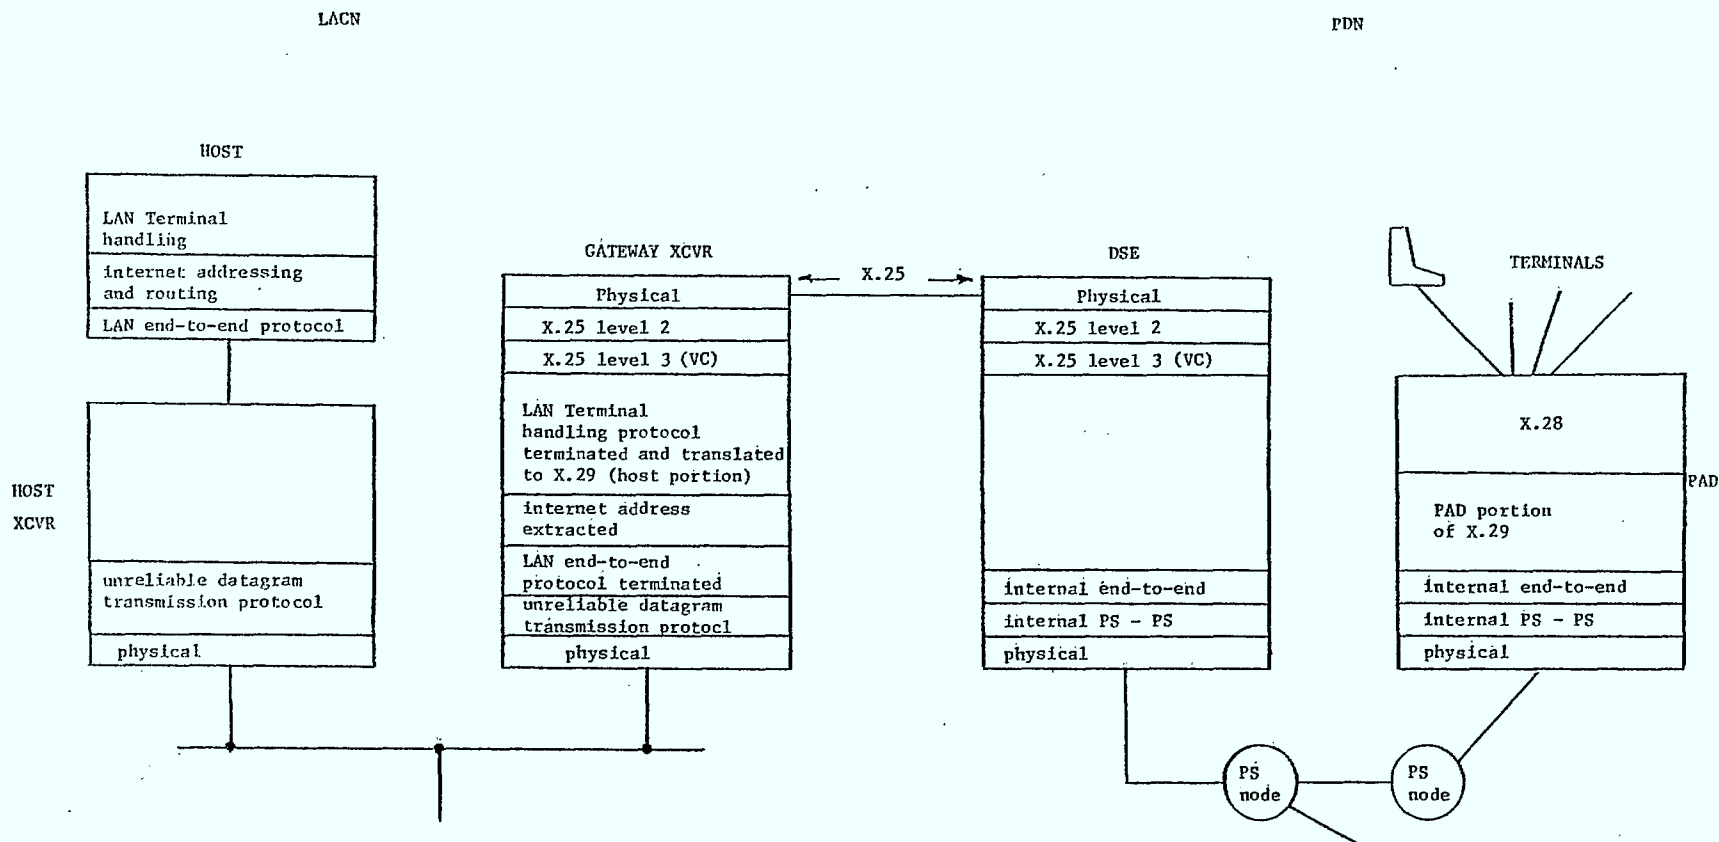 LACN
PDN
HOST
LAN Terminal
handling
internet addressing
and routing
LAN end-to-end protocol
HOST
XCVR
unreliable datagram
transmission protocol
physical
GATEWAY XCVR
Physical
X.25 level 2
X.25 level 3 (VC)
LAN Terminal
handling protocol
terminated and translated
to X.29 (host portion)
internet address
extracted
LAN end-to-end
protocol terminated
unreliable datagram
transmission protocl
physical
X.25
DSE
Physical
X.25 level 2
X.25 level 3 (VC)
internal end-to-end
internal PS - PS
physical
TERMINALS
X.28
PAD
PAD portion
of X.29
internal end-to-end
internal PS - PS
physical
PS
node
PS
node